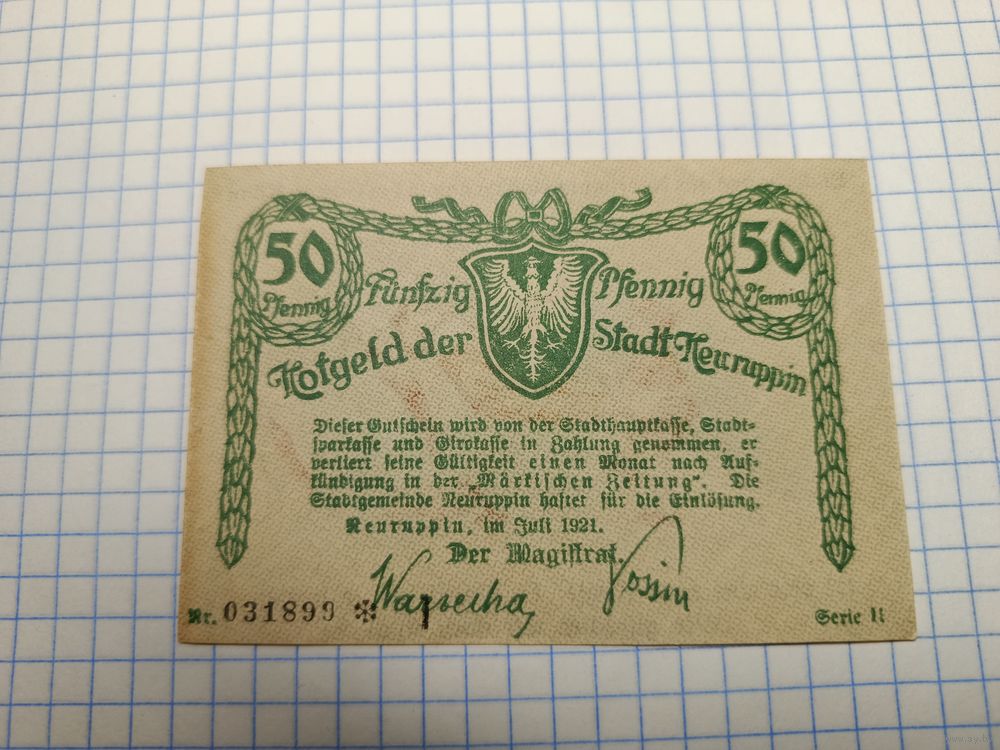 50 Pfennig
50 Pfennig
Fünfzig Pfennig
Notgeld der Stadt Neuruppin
Dieser Gutschein wird von der Stadthauptkasse, Stadt-
sparkasse und Girokasse in Zahlung genommen, er
verliert seine Gültigkeit einen Monat nach Auf-
kündigung in der „Märkischen Zeitung". Die
Stadtgemeinde Neuruppin haftet für die Einlösung.
Neuruppin, im Juli 1921.
Der Magistrat.
Warzecha
Nr. 031899 *
Serie II